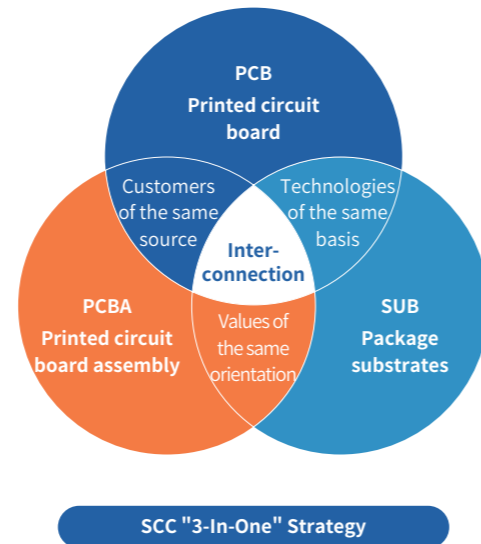 PCB
Printed circuit
board
Customers
of the same
source
Technologies
of the same
basis
Inter-
connection
PCBA
Printed circuit
board assembly
Values of
the same
orientation
SUB
Package
substrates
SCC "3-In-One" Strategy